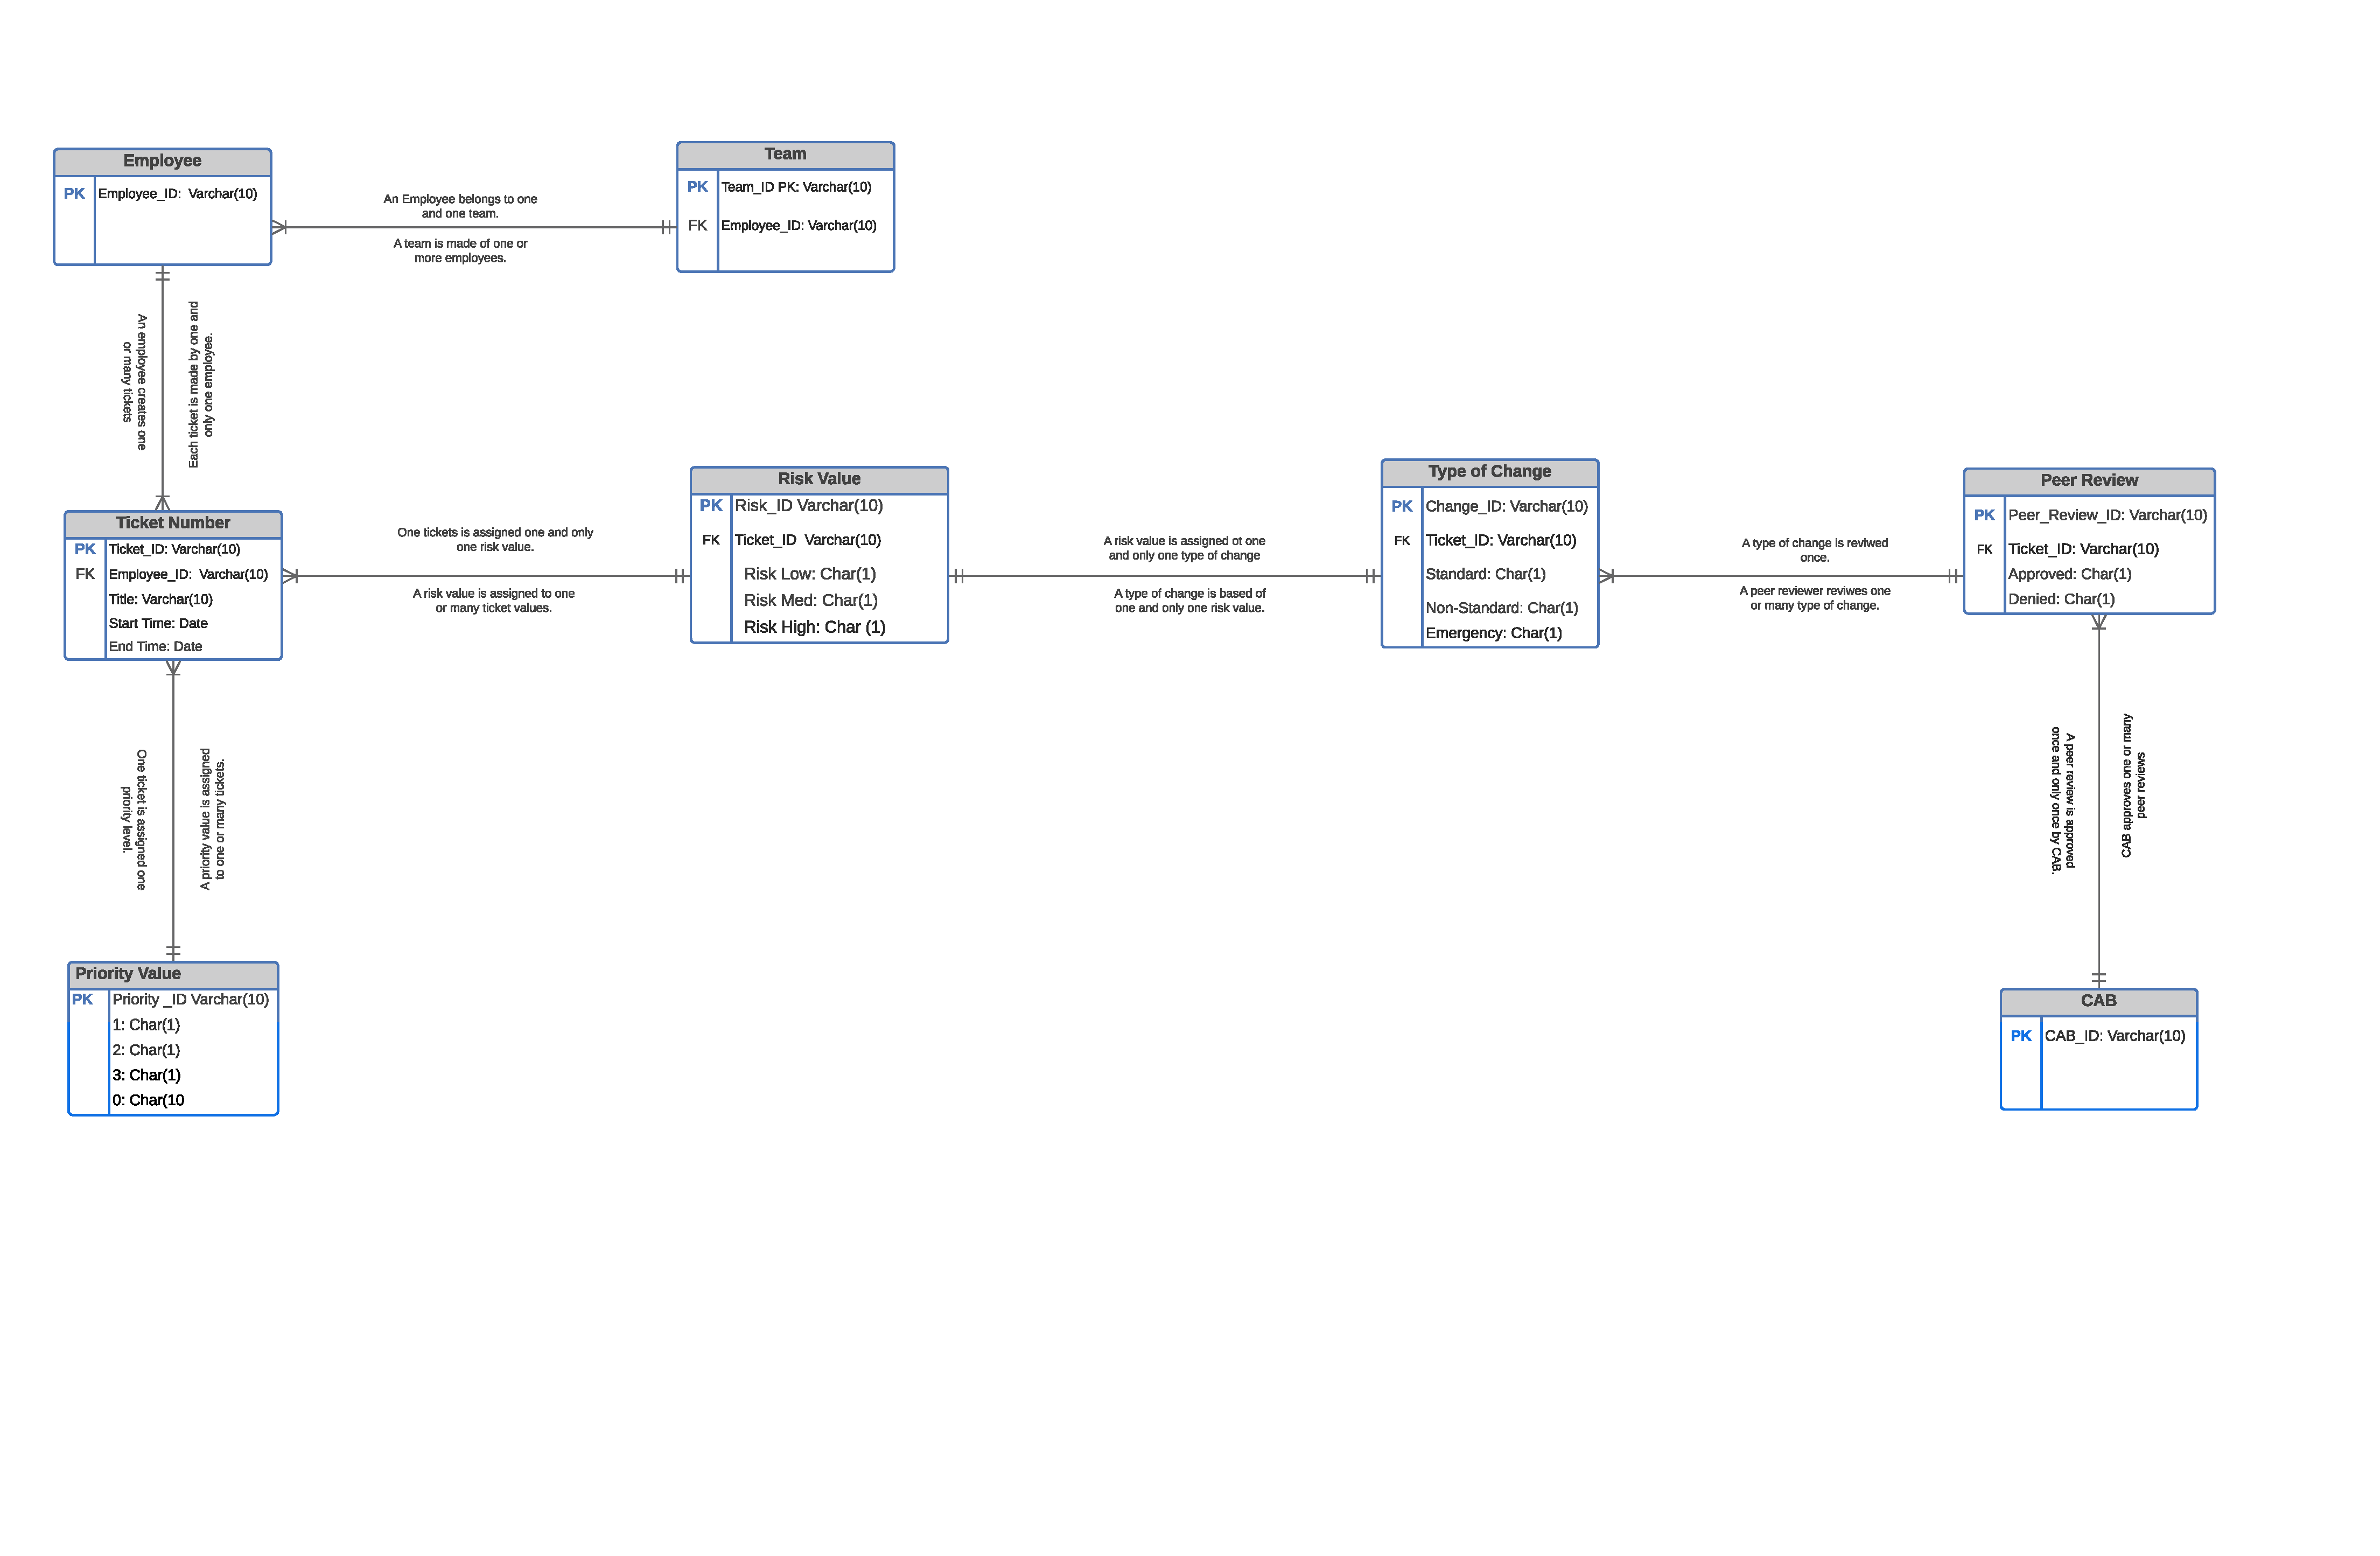 Employee
PK
Employee_ID:  Varchar(10)
An Employee belongs to one
and one team.
A team is made of one or
more employees.
Team
PK
Team_ID PK: Varchar(10)
FK
Employee_ID: Varchar(10)
An employee creates one
or many tickets
Each ticket is made by one and
only one employee.
Ticket Number
PK
Ticket_ID: Varchar(10)
FK
Employee_ID:  Varchar(10)
Title: Varchar(10)
Start Time: Date
End Time: Date
One tickets is assigned one and only
one risk value.
A risk value is assigned to one
or many ticket values.
Risk Value
PK
Risk_ID Varchar(10)
FK
Ticket_ID  Varchar(10)
Risk Low: Char(1)
Risk Med: Char(1)
Risk High: Char (1)
A risk value is assigned ot one
and only one type of change
A type of change is based of
one and only one risk value.
Type of Change
PK
Change_ID: Varchar(10)
FK
Ticket_ID: Varchar(10)
Standard: Char(1)
Non-Standard: Char(1)
Emergency: Char(1)
A type of change is reviwed
once.
A peer reviewer reviwes one
or many type of change.
Peer Review
PK
Peer_Review_ID: Varchar(10)
FK
Ticket_ID: Varchar(10)
Approved: Char(1)
Denied: Char(1)
One ticket is assigned one
priority level.
A priority value is assigned
to one or many tickets.
A peer review is approved
once and only once by CAB.
CAB approves one or many
peer reviews
Priority Value
PK
Priority _ID Varchar(10)
1: Char(1)
2: Char(1)
3: Char(1)
0: Char(10
CAB
PK
CAB_ID: Varchar(10)